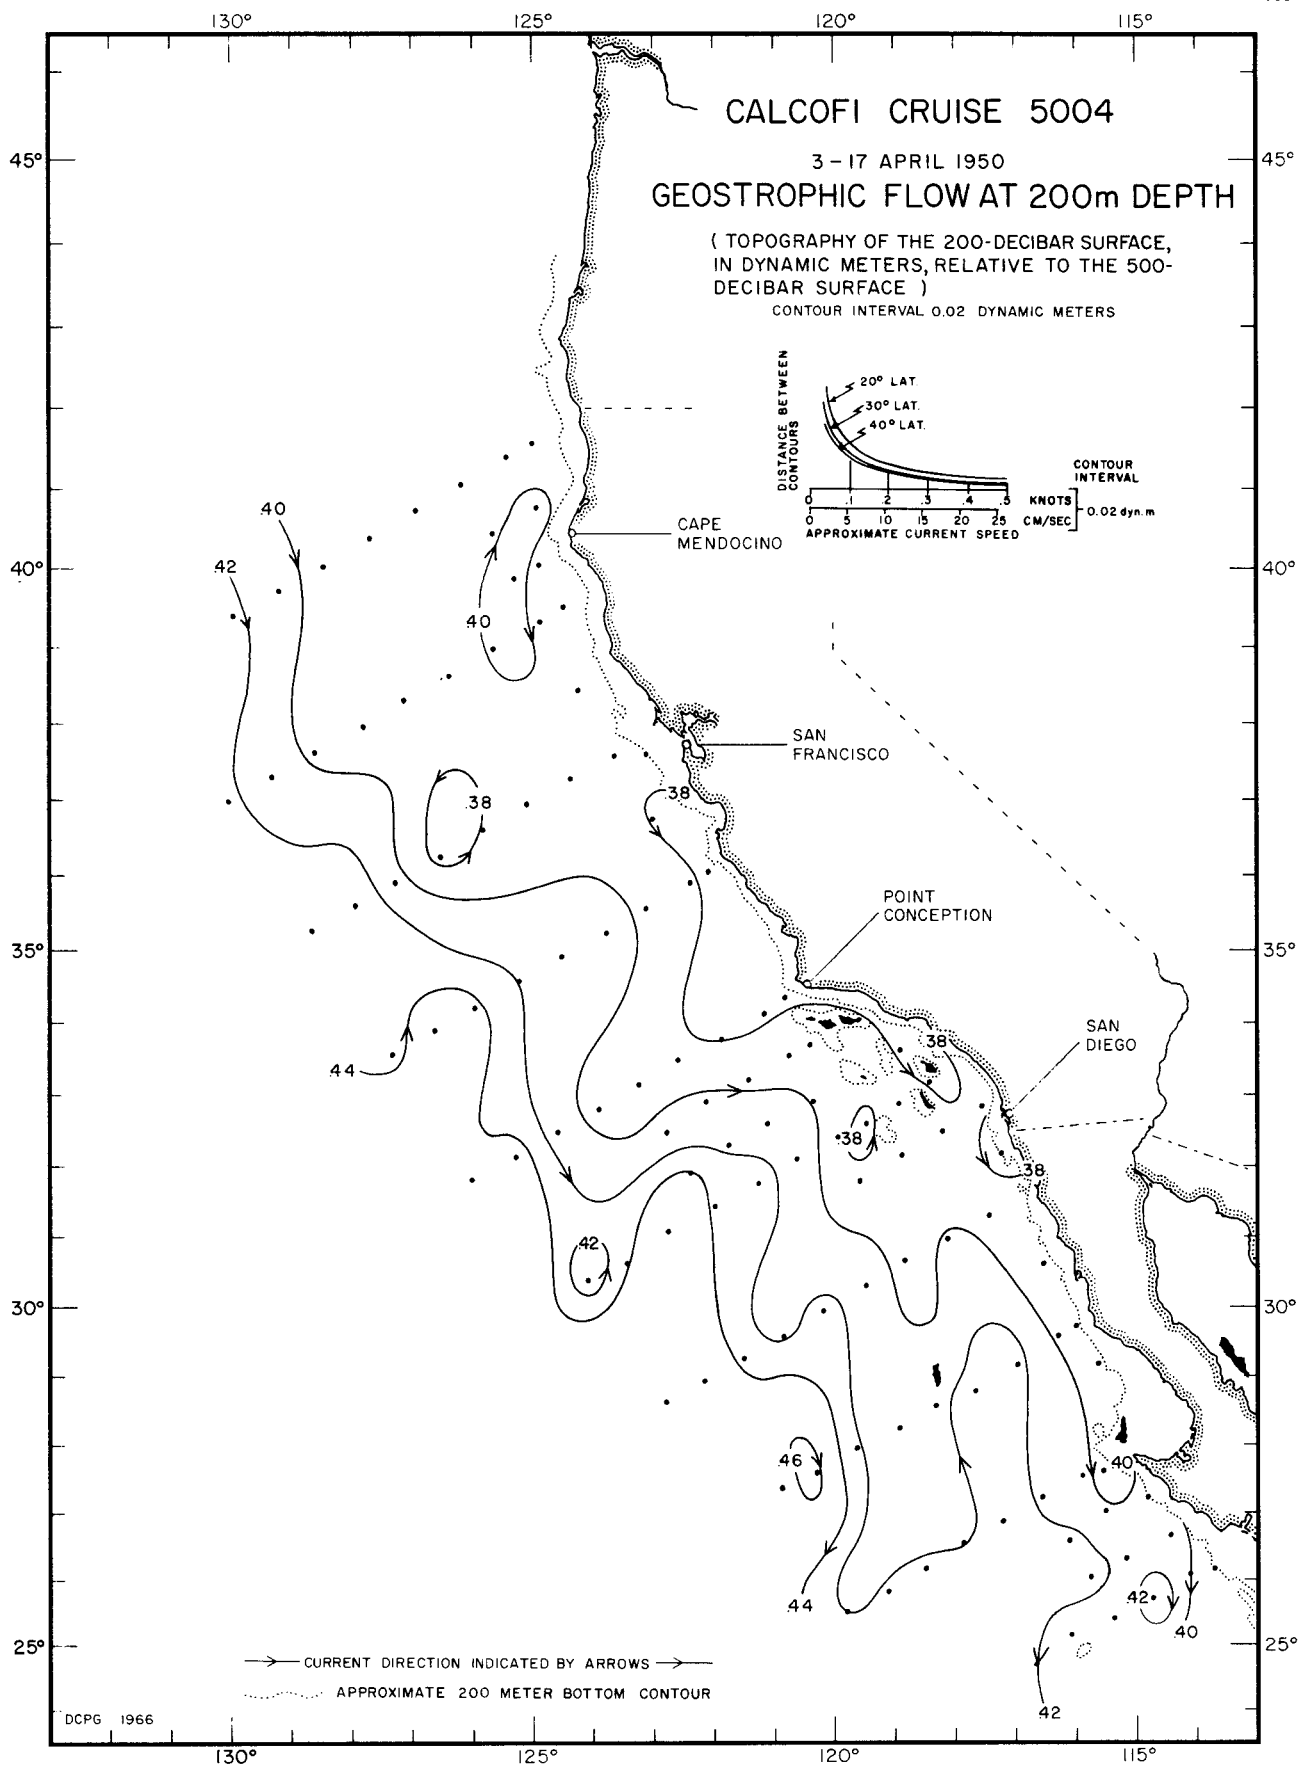 130° 125° 120° 115°
CALCOFI CRUISE 5004
3-17 APRIL 1950
GEOSTROPHIC FLOW AT 200m DEPTH
( TOPOGRAPHY OF THE 200-DECIBAR SURFACE,
IN DYNAMIC METERS, RELATIVE TO THE 500-
DECIBAR SURFACE )
CONTOUR INTERVAL 0.02 DYNAMIC METERS
45° 45°
DISTANCE BETWEEN
CONTOURS
20° LAT.
30° LAT.
40° LAT.
CONTOUR
INTERVAL
0 .1 .2 .3 .4 .5 KNOTS
0.02 dyn. m
0 5 10 15 20 25 CM/SEC
APPROXIMATE CURRENT SPEED
.40
CAPE
MENDOCINO
.42
40° 40°
.40
SAN
FRANCISCO
.38
.38
POINT
CONCEPTION
35° 35°
SAN
DIEGO
.38
.44
.38
.38
.42
30° 30°
.46
.40
.44
.42
.40
25° 25°
CURRENT DIRECTION INDICATED BY ARROWS
APPROXIMATE 200 METER BOTTOM CONTOUR
.42
DCPG 1966
130° 125° 120° 115°